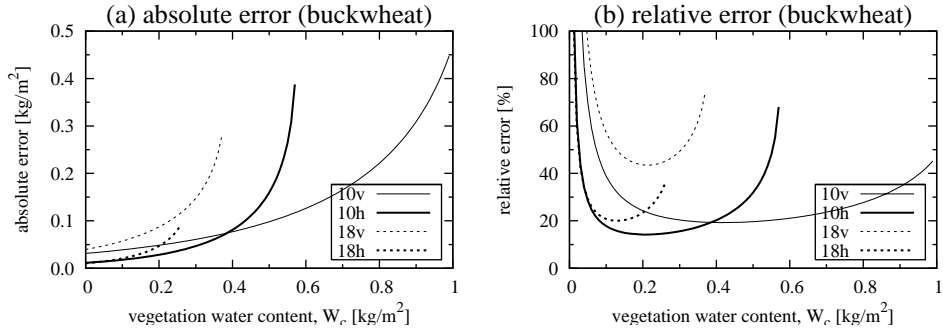 (a) absolute error (buckwheat)
absolute error [kg/m2]
0.5
0.4
0.3
0.2
0.1
0.0
10v
10h
18v
18h
0 0.2 0.4 0.6 0.8 1
vegetation water content, Wc [kg/m2]
(b) relative error (buckwheat)
relative error [%]
100
80
60
40
20
0
10v
10h
18v
18h
0 0.2 0.4 0.6 0.8 1
vegetation water content, Wc [kg/m2]